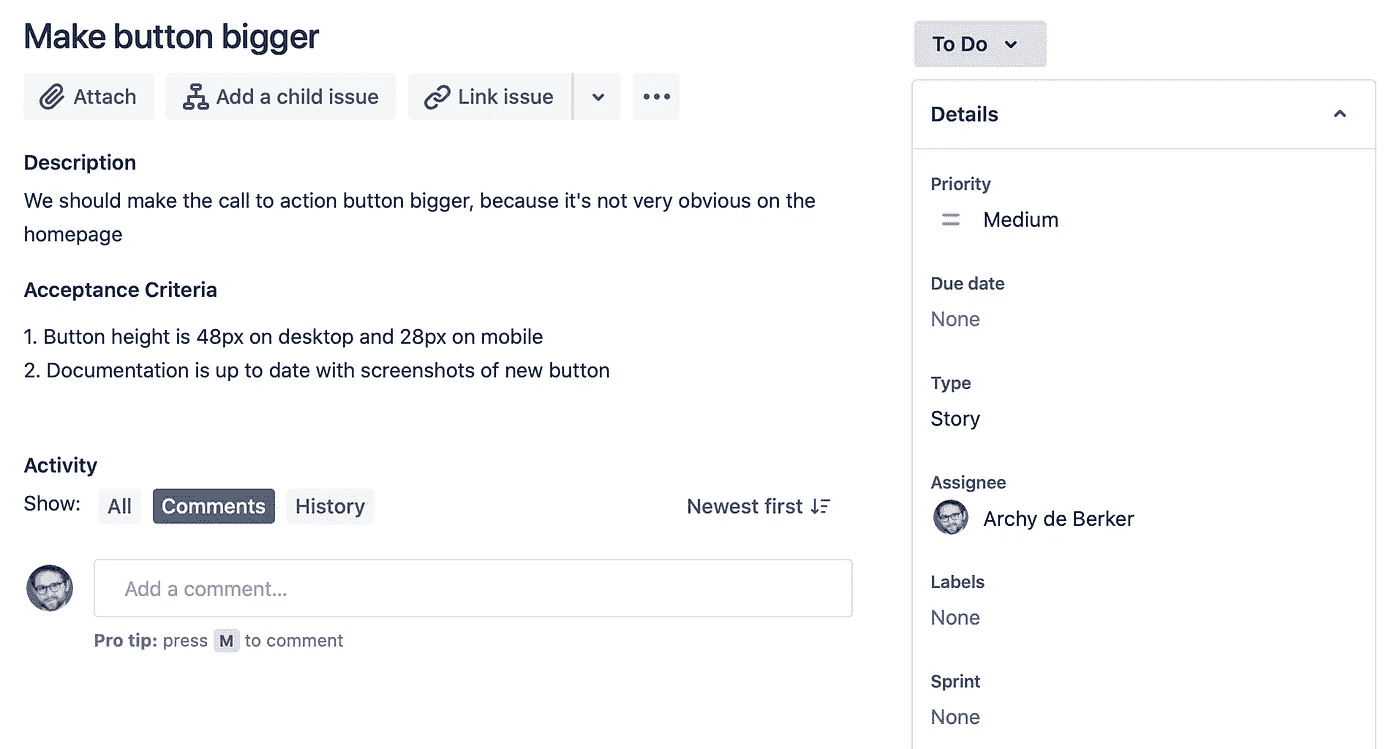 Make button bigger
To Do
Attach
Add a child issue
Link issue
Description
We should make the call to action button bigger, because it's not very obvious on the
homepage
Acceptance Criteria
1. Button height is 48px on desktop and 28px on mobile
2. Documentation is up to date with screenshots of new button
Activity
Show: All Comments History Newest first
Add a comment...
Pro tip: press M to comment
Details
Priority
Medium
Due date
None
Type
Story
Assignee
Archy de Berker
Labels
None
Sprint
None